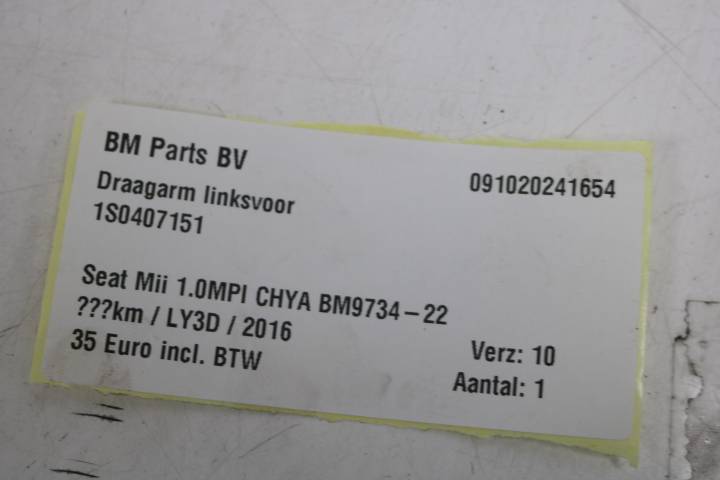 BM Parts BV
091020241654
Draagarm linksvoor
1S0407151
Seat Mii 1.0MPI CHYA BM9734-22
???km / LY3D / 2016
35 Euro incl. BTW
Verz: 10
Aantal: 1